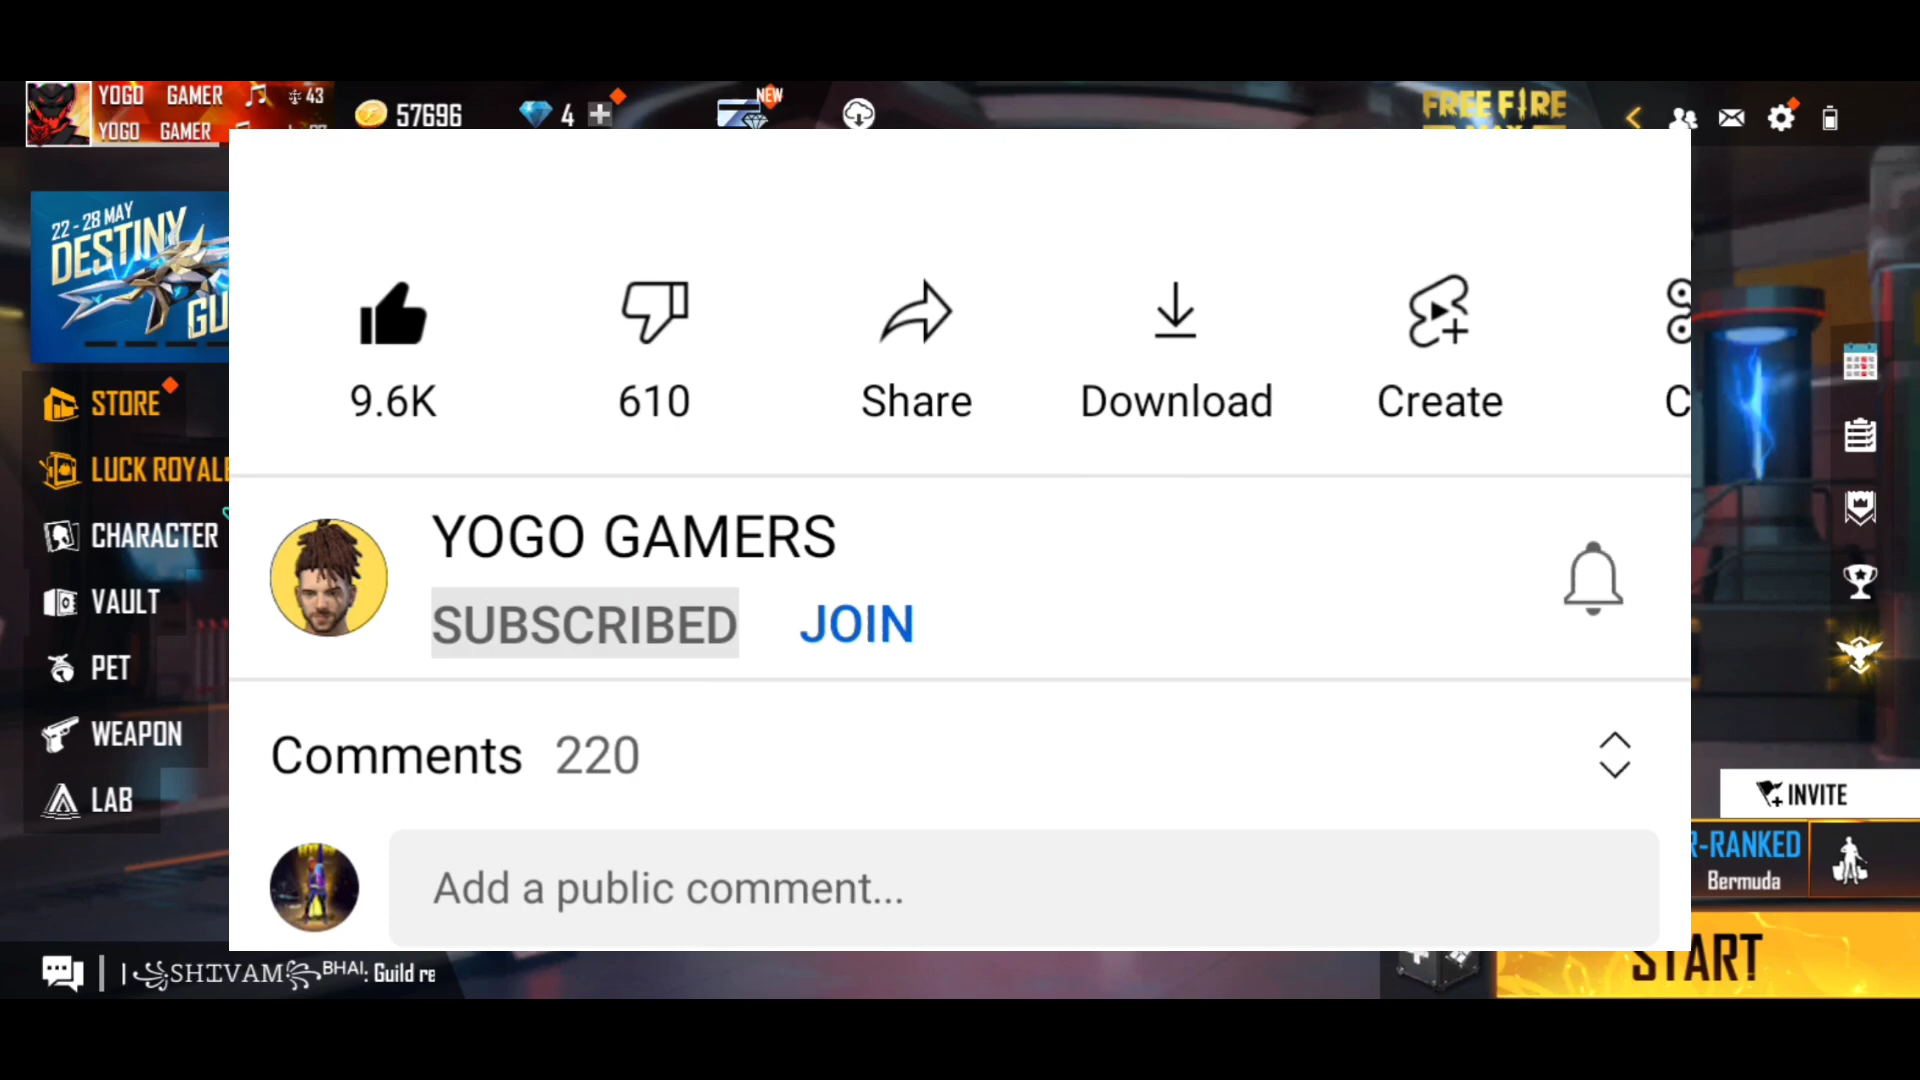 YOGO GAMER 43
YOGO GAMER
57696
4
NEW
FREE FIRE
22 - 28 MAY
DESTINY
GU
STORE
LUCK ROYALE
CHARACTER
VAULT
PET
WEAPON
LAB
9.6K
610
Share
Download
Create
C
YOGO GAMERS
SUBSCRIBED
JOIN
Comments 220
Add a public comment...
INVITE
R-RANKED
Bermuda
START
SHIVAM BHAI: Guild re